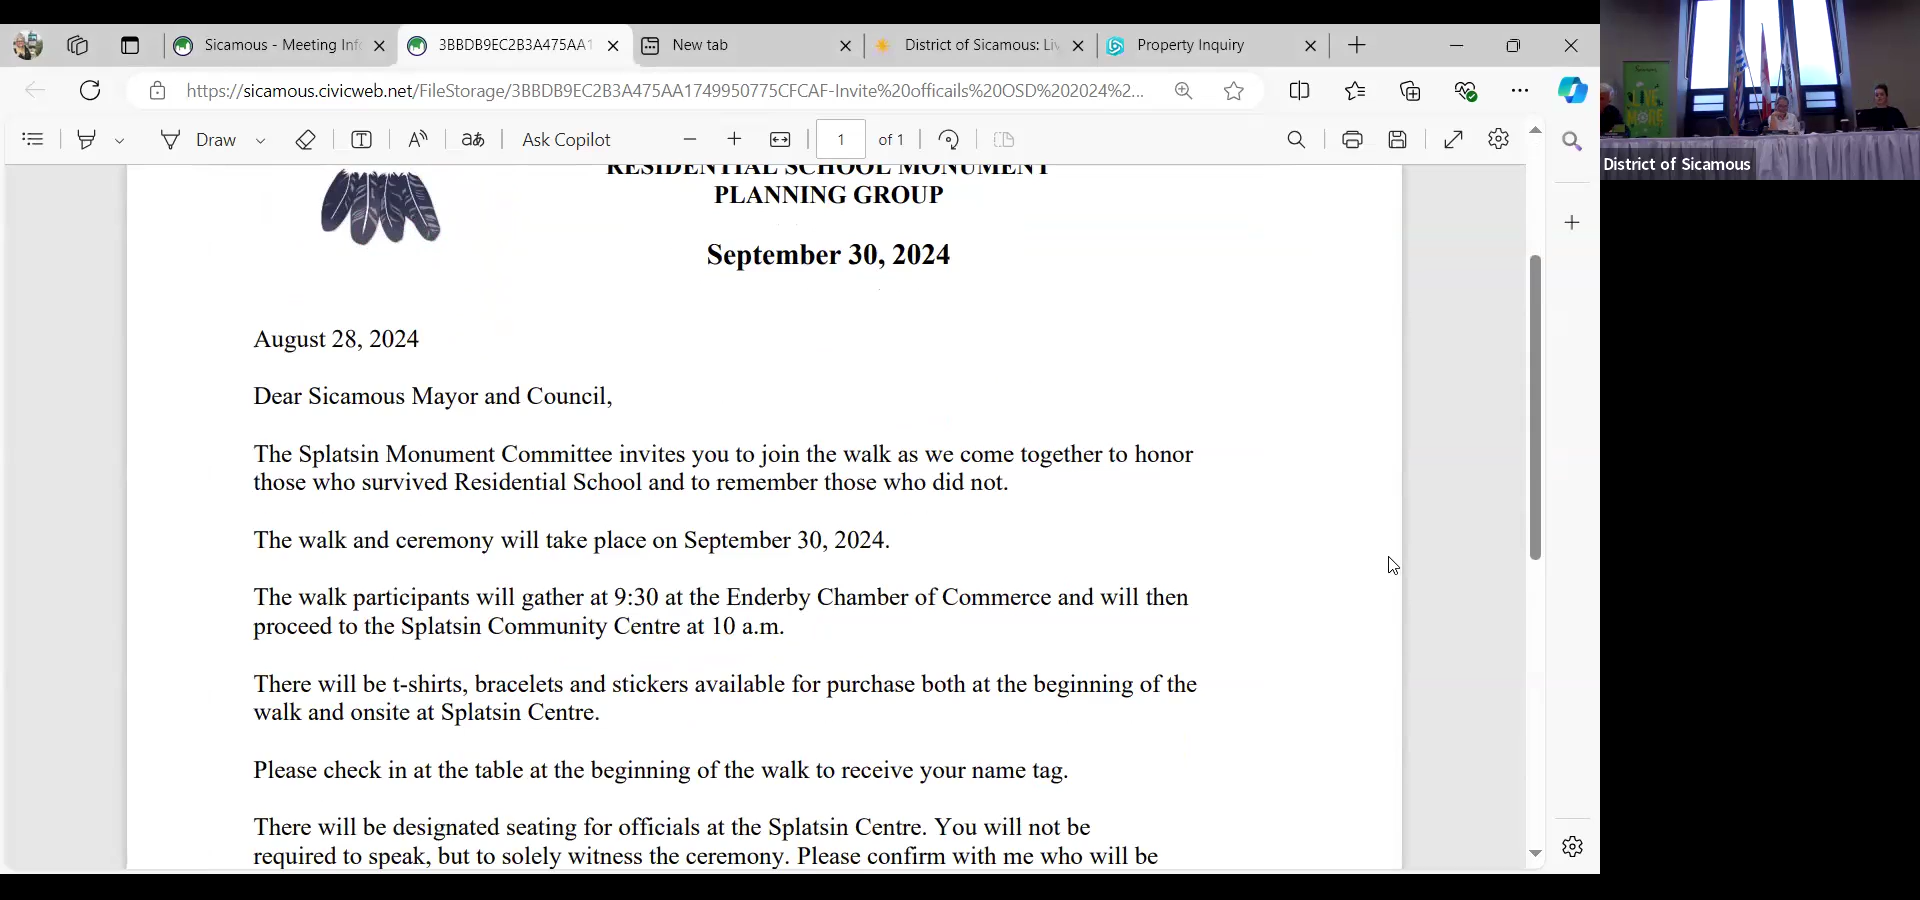 Sicamous - Meeting Inf
3BBDB9EC2B3A475AA1
New tab
District of Sicamous: Liv
Property Inquiry
https://sicamous.civicweb.net/FileStorage/3BBDB9EC2B3A475AA1749950775CFCAF-Invite%20officails%20OSD%202024%2...
Draw
Ask Copilot
1
of 1
RESIDENTIAL SCHOOL MONUMENT
PLANNING GROUP
September 30, 2024
August 28, 2024
Dear Sicamous Mayor and Council,
The Splatsin Monument Committee invites you to join the walk as we come together to honor
those who survived Residential School and to remember those who did not.
The walk and ceremony will take place on September 30, 2024.
The walk participants will gather at 9:30 at the Enderby Chamber of Commerce and will then
proceed to the Splatsin Community Centre at 10 a.m.
There will be t-shirts, bracelets and stickers available for purchase both at the beginning of the
walk and onsite at Splatsin Centre.
Please check in at the table at the beginning of the walk to receive your name tag.
There will be designated seating for officials at the Splatsin Centre. You will not be
required to speak, but to solely witness the ceremony. Please confirm with me who will be
LIVE
MORE
District of Sicamous